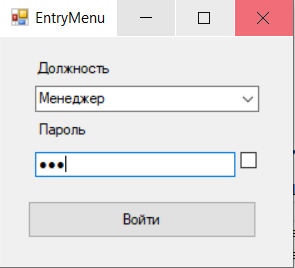 EntryMenu
Должность
Менеджер
Пароль
●●●
Войти